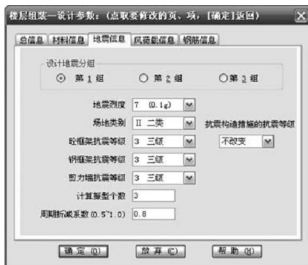 楼层组装—设计参数：(点取要修改的页、项，[确定]返回)
总信息 材料信息 地震信息 风荷载信息 钢筋信息
设计地震分组
第 1 组 第 2 组 第 3 组
地震烈度 7 (0.1g)
场地类别 II 二类 抗震构造措施的抗震等级
砼框架抗震等级 3 三级 不改变
钢框架抗震等级 3 三级
剪力墙抗震等级 3 三级
计算振型个数 3
周期折减系数(0.5~1.0) 0.8
确 定 (O) 放 弃 (C) 帮 助 (H)